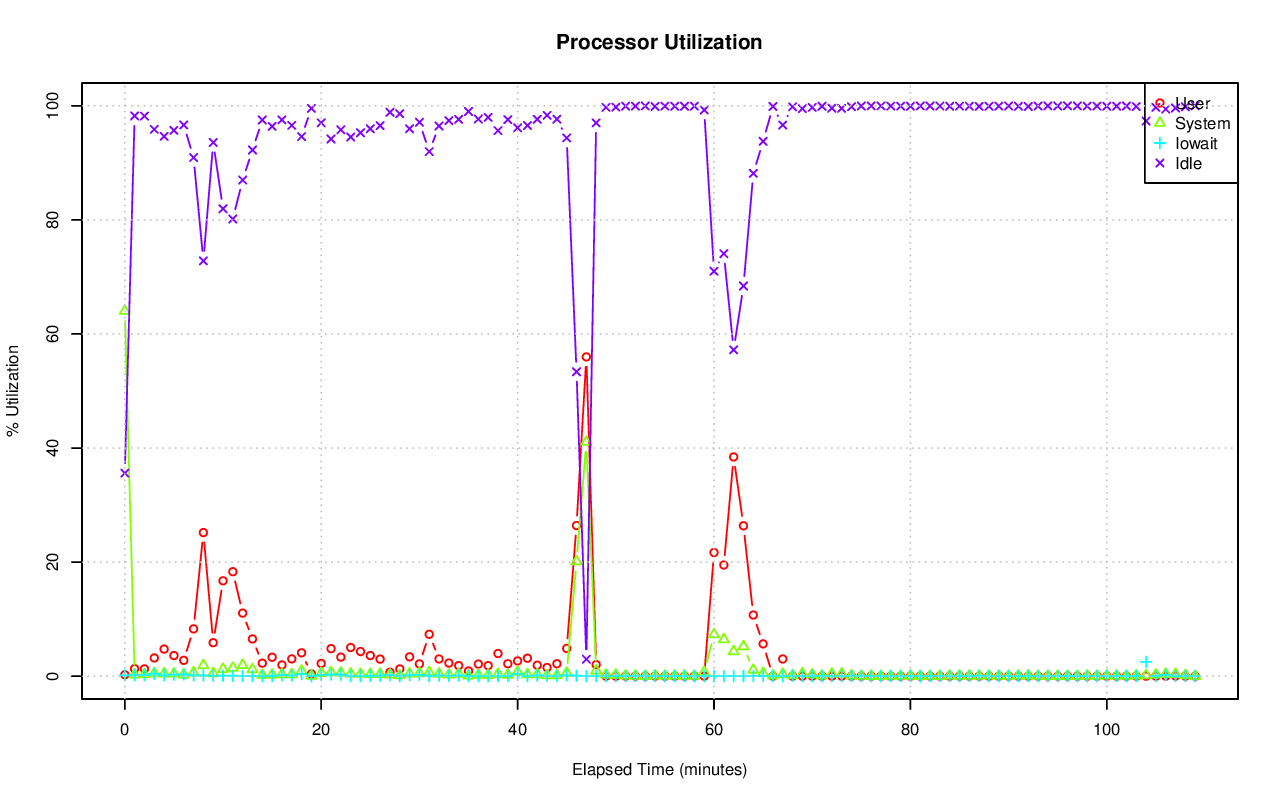 Processor Utilization
% Utilization
100
80
60
40
20
0
User
System
Iowait
Idle
0 20 40 60 80 100
Elapsed Time (minutes)